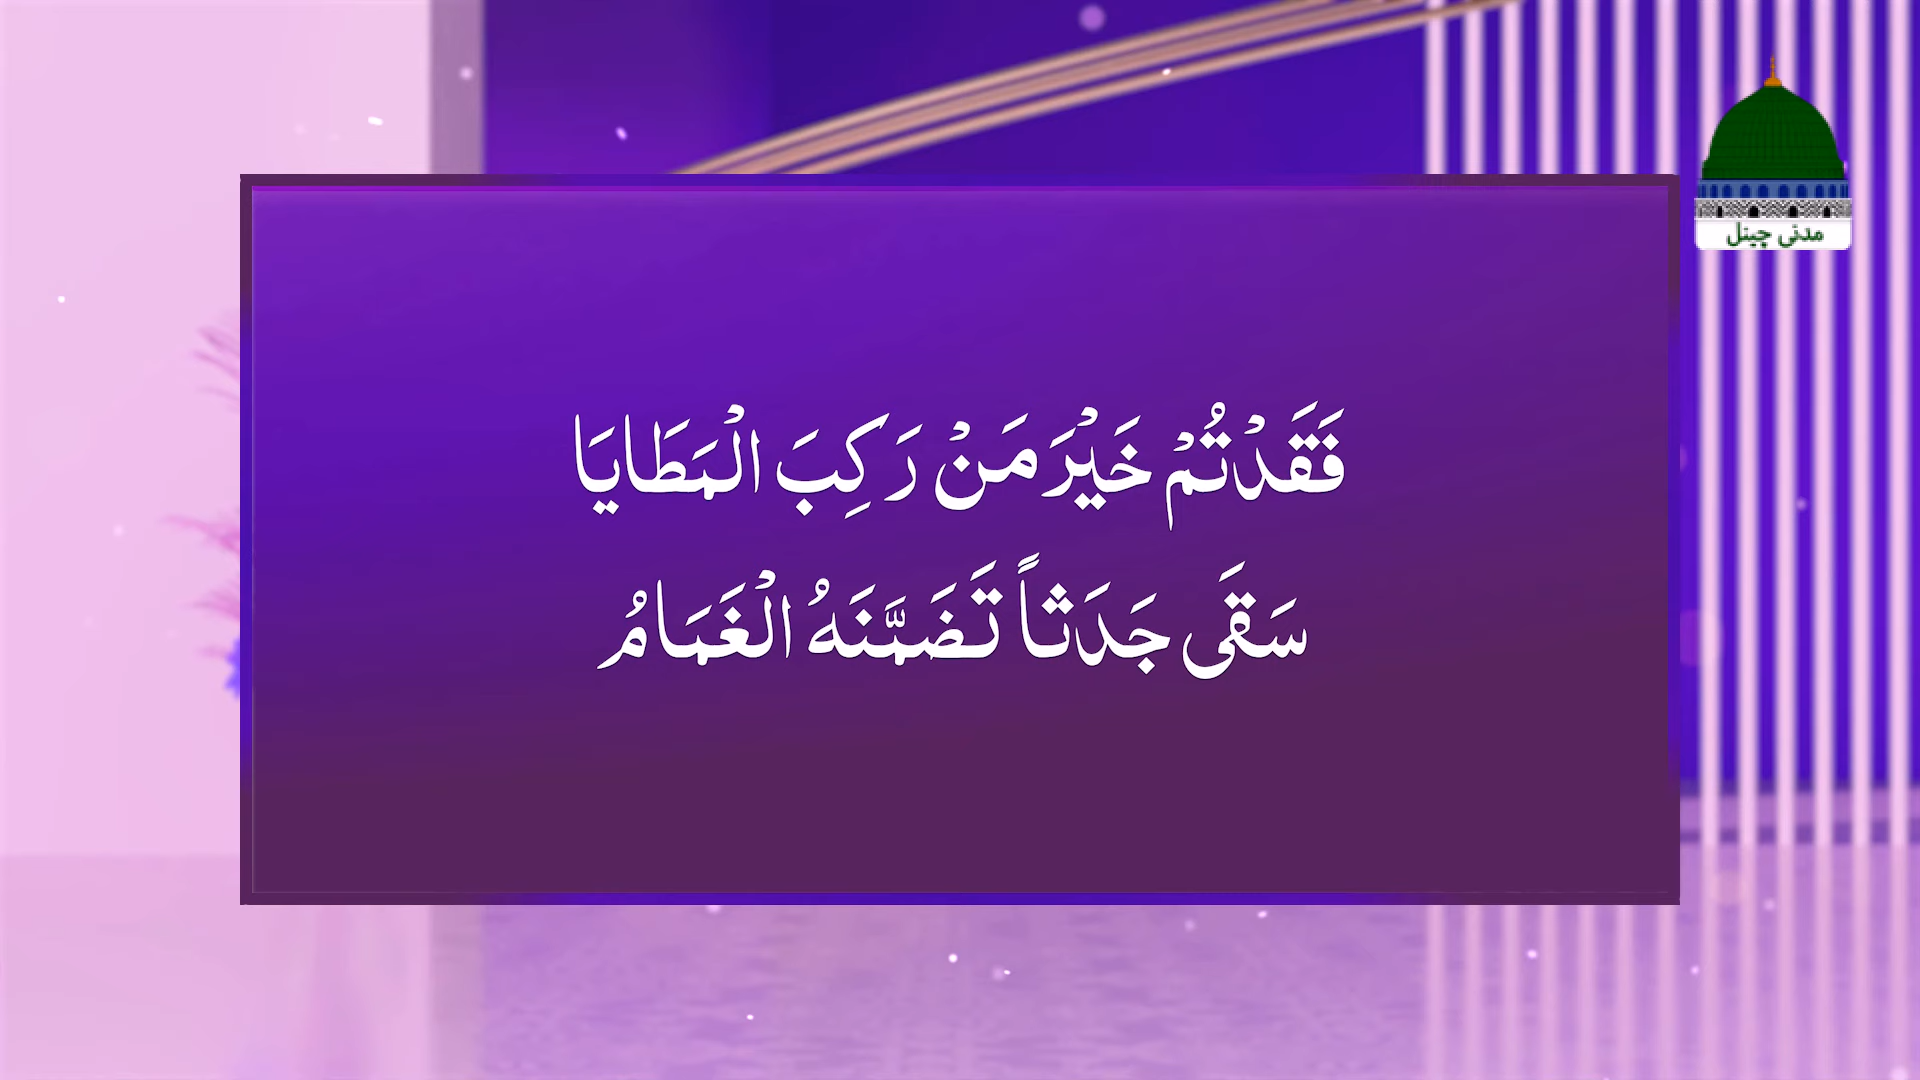 مدنی چینل
فَقَدْتُمْ خَيْرَ مَنْ رَكِبَ الْمَطَايَا
سَقَى جَدَثاً تَضَمَّنَهُ الْغَمَامُ